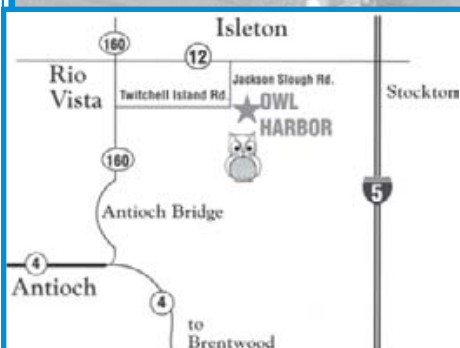 Isleton
160
12
Rio
Vista
Jackson Slough Rd.
Twitchell Island Rd.
Stockton
OWL
HARBOR
160
5
Antioch Bridge
4
Antioch
4
to
Brentwood